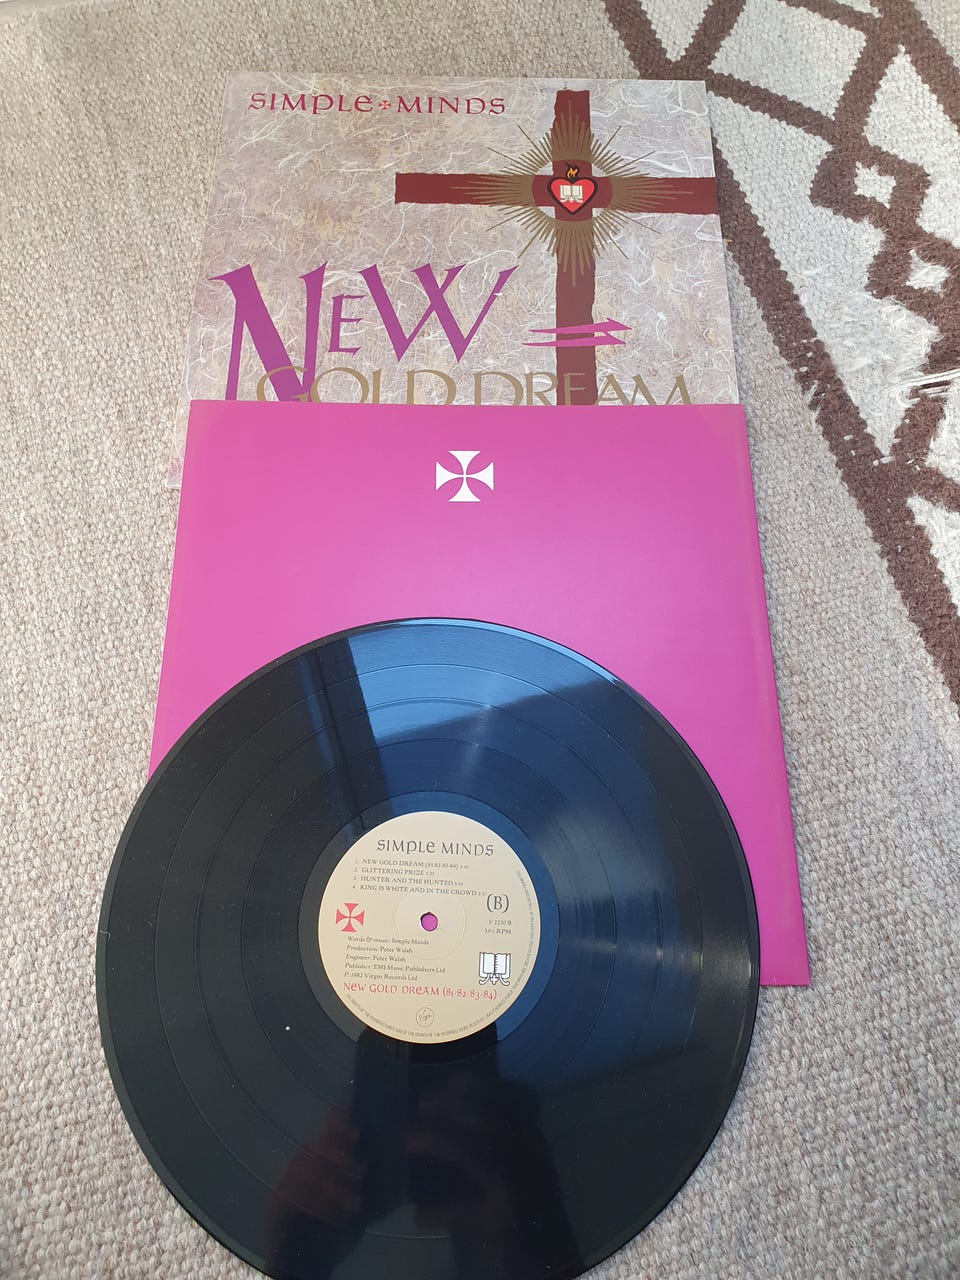 SIMPLE MINDS
NEW
GOLD DREAM
SIMPLE MINDS
1. NEW GOLD DREAM (81-82-83-84)
2. GLITTERING PRIZE
3. HUNTER AND THE HUNTED
4. KING IS WHITE AND IN THE CROWD
(B)
V 2230 B
33⅓ RPM
Words & music: Simple Minds
Production: Peter Walsh
Engineer: Peter Walsh
Publisher: EMI Music Publishers Ltd
P: 1982 Virgin Records Ltd
NEW GOLD DREAM (81-82-83-84)
Virgin